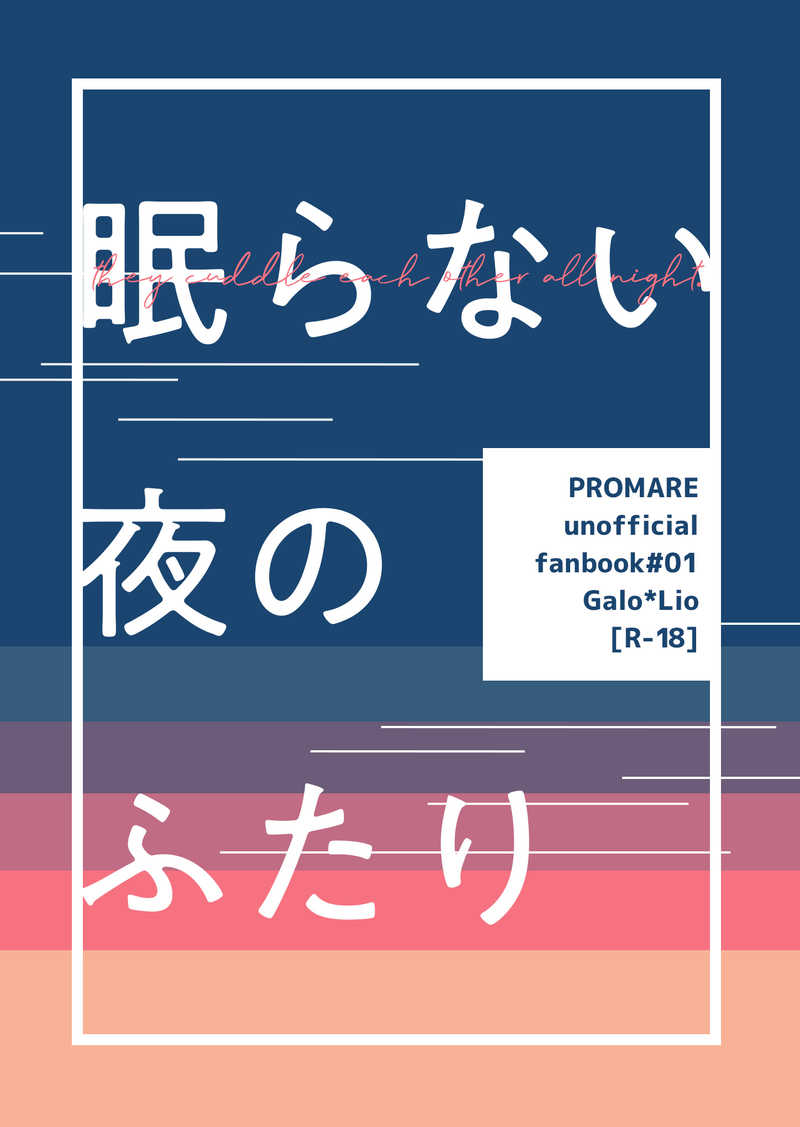 眠らない
they cuddle each other all night.
夜の
PROMARE
unofficial
fanbook#01
Galo*Lio
[R-18]
ふたり